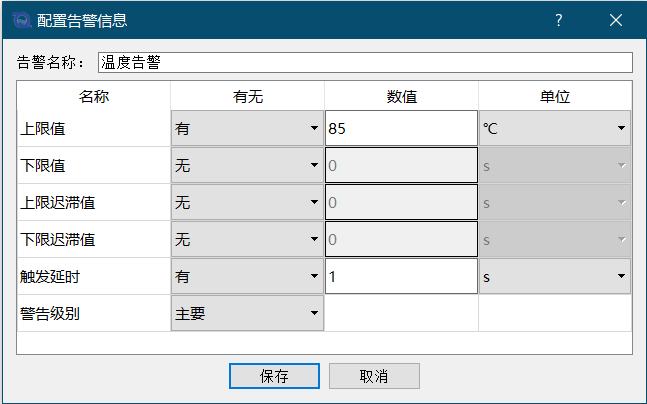 配置告警信息
告警名称： 温度告警
名称 有无 数值 单位
上限值 有 85 ℃
下限值 无 0 s
上限迟滞值 无 0 s
下限迟滞值 无 0 s
触发延时 有 1 s
警告级别 主要
保存 取消